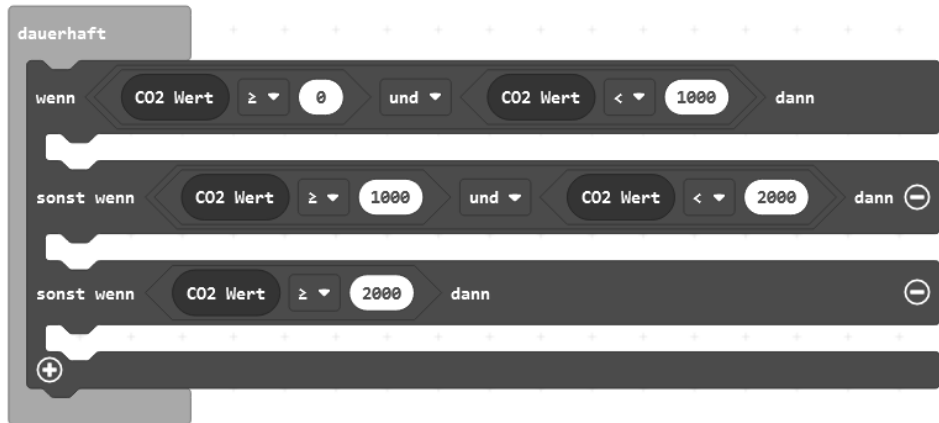 dauerhaft
wenn CO2 Wert ≥ 0 und CO2 Wert < 1000 dann
sonst wenn CO2 Wert ≥ 1000 und CO2 Wert < 2000 dann
sonst wenn CO2 Wert ≥ 2000 dann